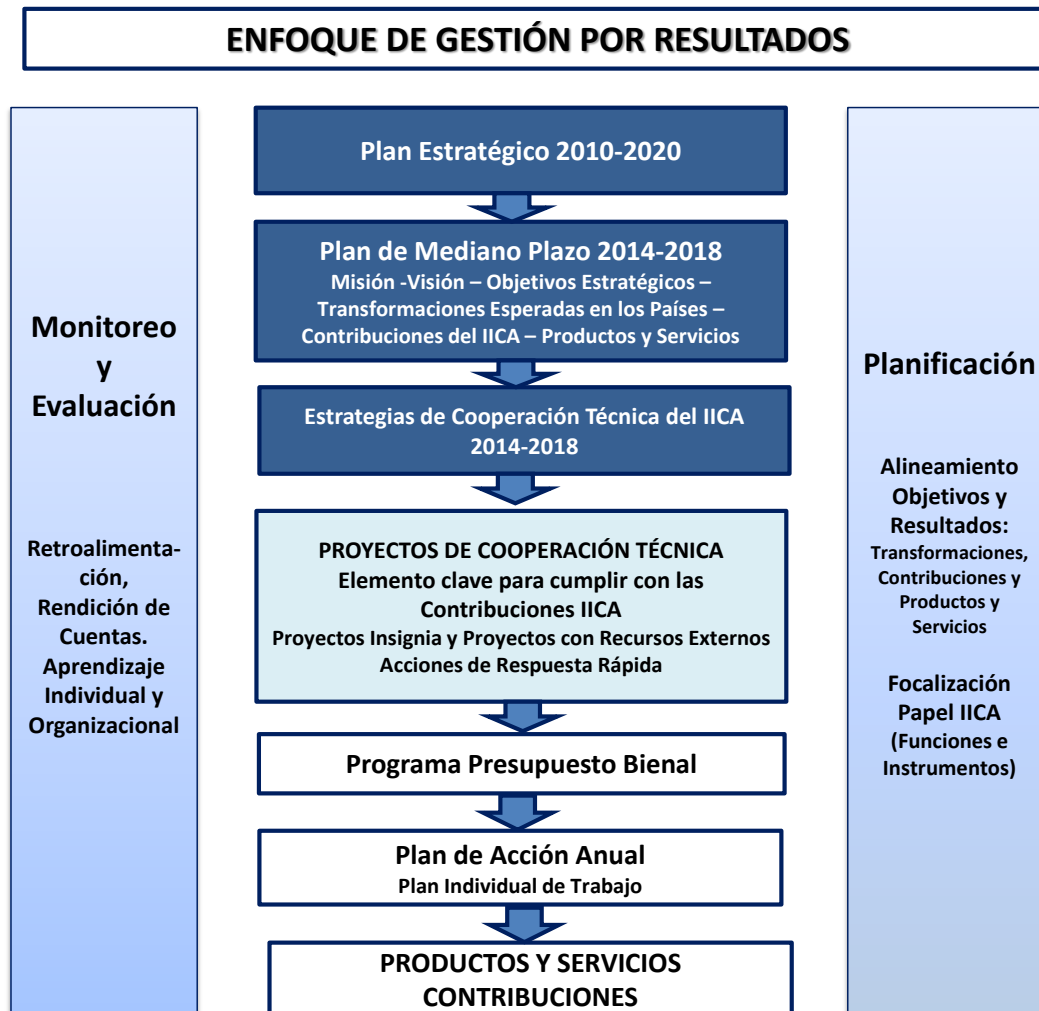 ENFOQUE DE GESTIÓN POR RESULTADOS
Monitoreo
y
Evaluación
Retroalimenta-
ción,
Rendición de
Cuentas.
Aprendizaje
Individual y
Organizacional
Plan Estratégico 2010-2020
Plan de Mediano Plazo 2014-2018
Misión -Visión – Objetivos Estratégicos –
Transformaciones Esperadas en los Países –
Contribuciones del IICA – Productos y Servicios
Estrategias de Cooperación Técnica del IICA
2014-2018
PROYECTOS DE COOPERACIÓN TÉCNICA
Elemento clave para cumplir con las
Contribuciones IICA
Proyectos Insignia y Proyectos con Recursos Externos
Acciones de Respuesta Rápida
Programa Presupuesto Bienal
Plan de Acción Anual
Plan Individual de Trabajo
PRODUCTOS Y SERVICIOS
CONTRIBUCIONES
Planificación
Alineamiento
Objetivos y
Resultados:
Transformaciones,
Contribuciones y
Productos y
Servicios
Focalización
Papel IICA
(Funciones e
Instrumentos)